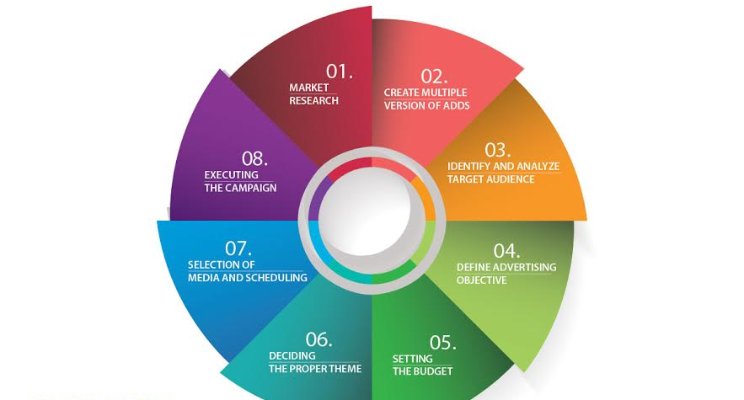 01.
MARKET
RESEARCH
02.
CREATE MULTIPLE
VERSION OF ADDS
03.
IDENTIFY AND ANALYZE
TARGET AUDIENCE
04.
DEFINE ADVERTISING
OBJECTIVE
05.
SETTING
THE BUDGET
06.
DECIDING
THE PROPER THEME
07.
SELECTION OF
MEDIA AND SCHEDULING
08.
EXECUTING
THE CAMPAIGN